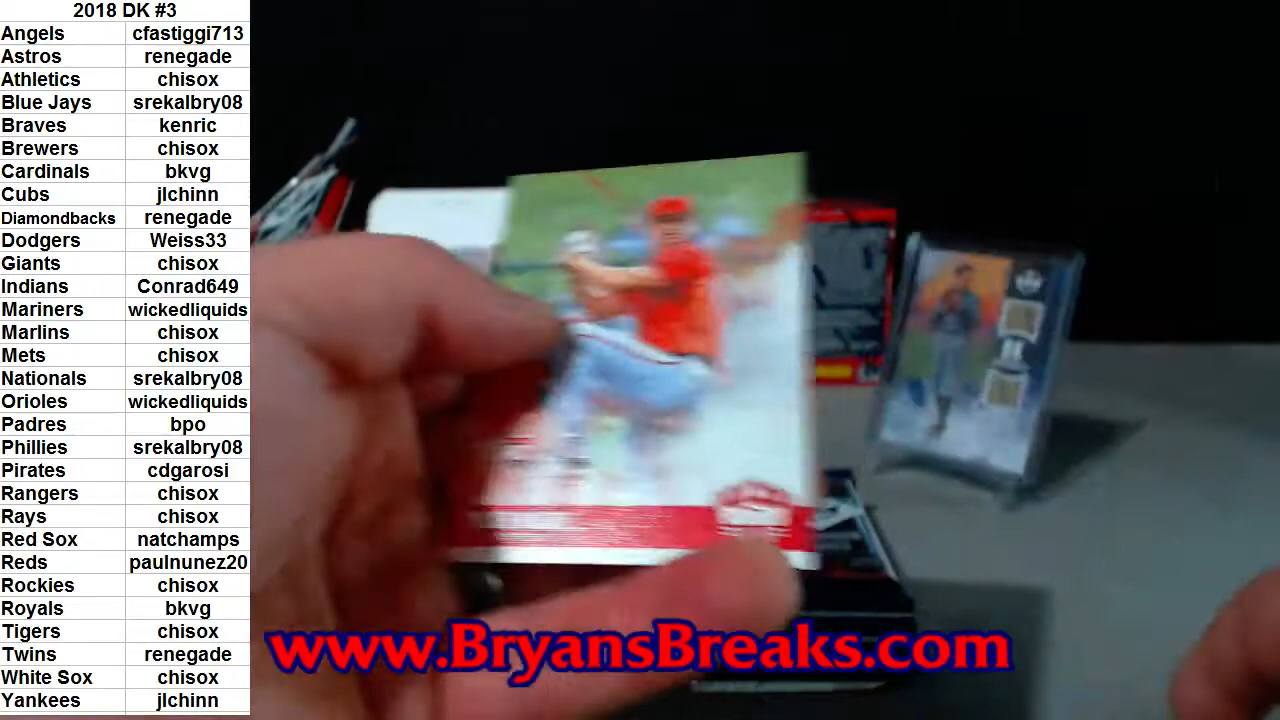 2018 DK #3
Angels cfastiggi713
Astros renegade
Athletics chisox
Blue Jays srekalbry08
Braves kenric
Brewers chisox
Cardinals bkvg
Cubs jlchinn
Diamondbacks renegade
Dodgers Weiss33
Giants chisox
Indians Conrad649
Mariners wickedliquids
Marlins chisox
Mets chisox
Nationals srekalbry08
Orioles wickedliquids
Padres bpo
Phillies srekalbry08
Pirates cdgarosi
Rangers chisox
Rays chisox
Red Sox natchamps
Reds paulnunez20
Rockies chisox
Royals bkvg
Tigers chisox
Twins renegade
White Sox chisox
Yankees jlchinn
www.BryansBreaks.com